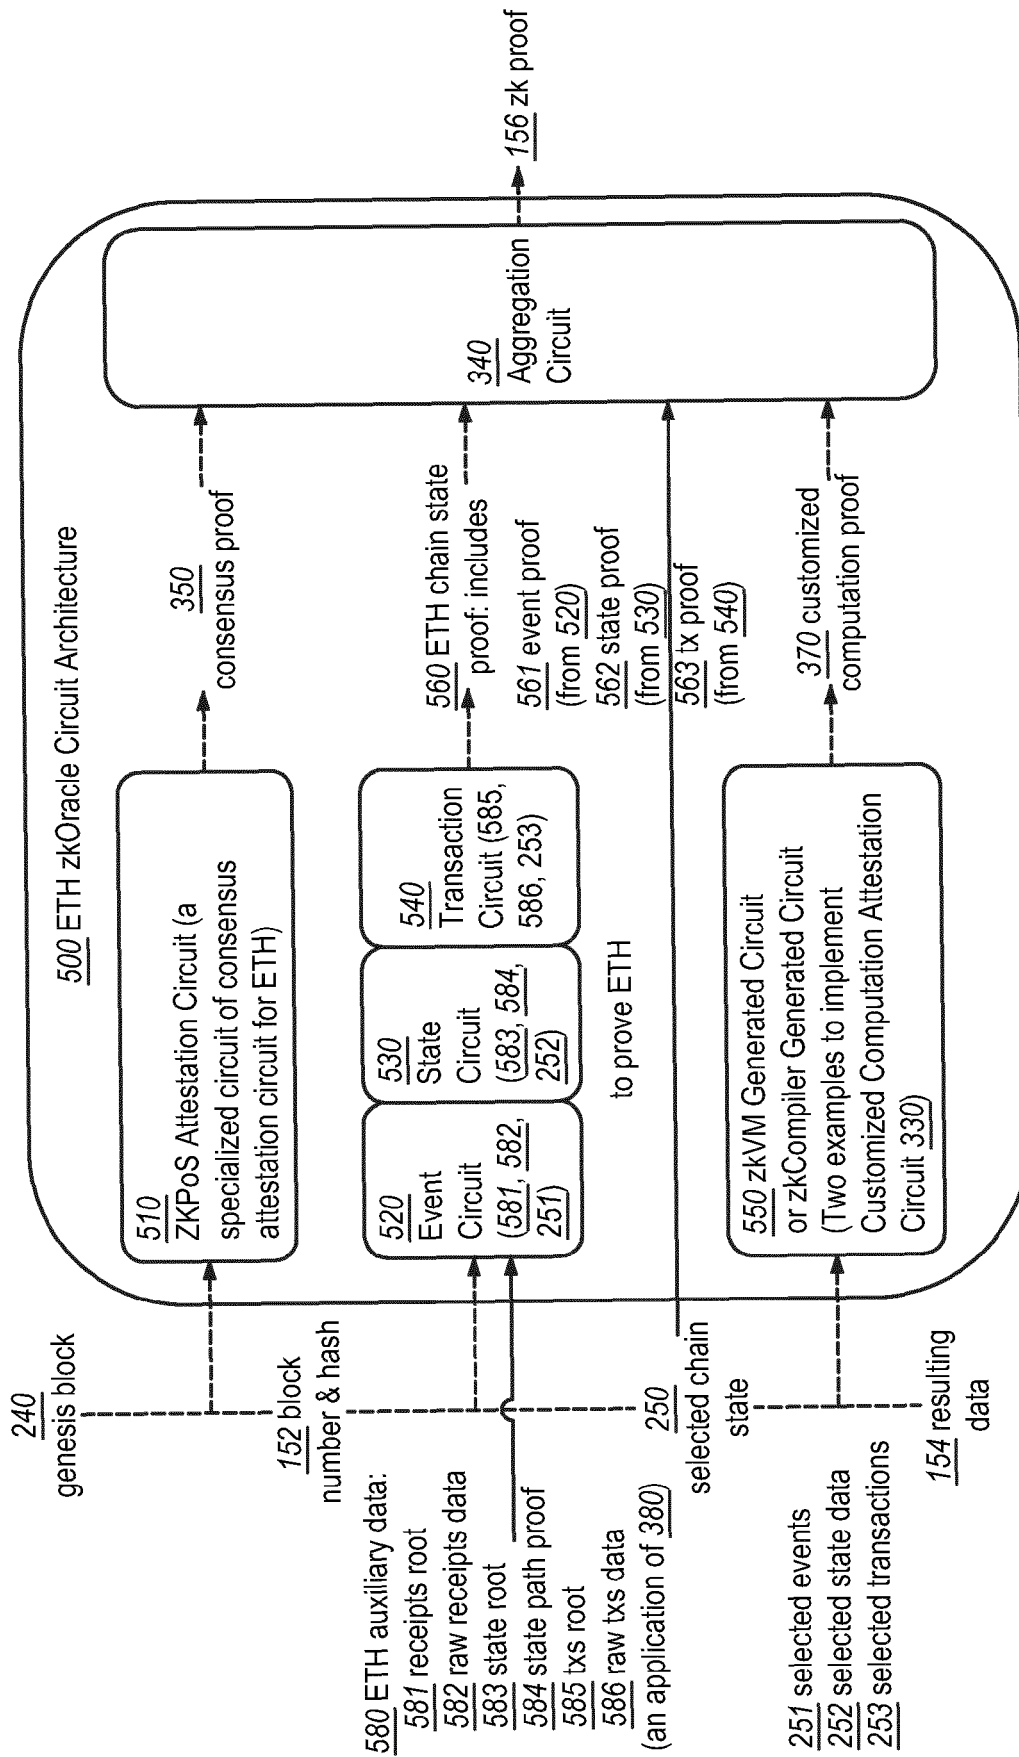 500 ETH zkOracle Circuit Architecture
240
genesis block
152 block
number & hash
580 ETH auxiliary data:
581 receipts root
582 raw receipts data
583 state root
584 state path proof
585 txs root
586 raw txs data
(an application of 380)
250
selected chain
state
251 selected events
252 selected state data
253 selected transactions
154 resulting
data
510
ZKPoS Attestation Circuit (a
specialized circuit of consensus
attestation circuit for ETH)
520
Event
Circuit
(581, 582,
251)
530
State
Circuit
(583, 584,
252)
540
Transaction
Circuit (585,
586, 253)
to prove ETH
550 zkVM Generated Circuit
or zkCompiler Generated Circuit
(Two examples to implement
Customized Computation Attestation
Circuit 330)
350
consensus proof
560 ETH chain state
proof: includes
561 event proof
(from 520)
562 state proof
(from 530)
563 tx proof
(from 540)
370 customized
computation proof
340
Aggregation
Circuit
156 zk proof